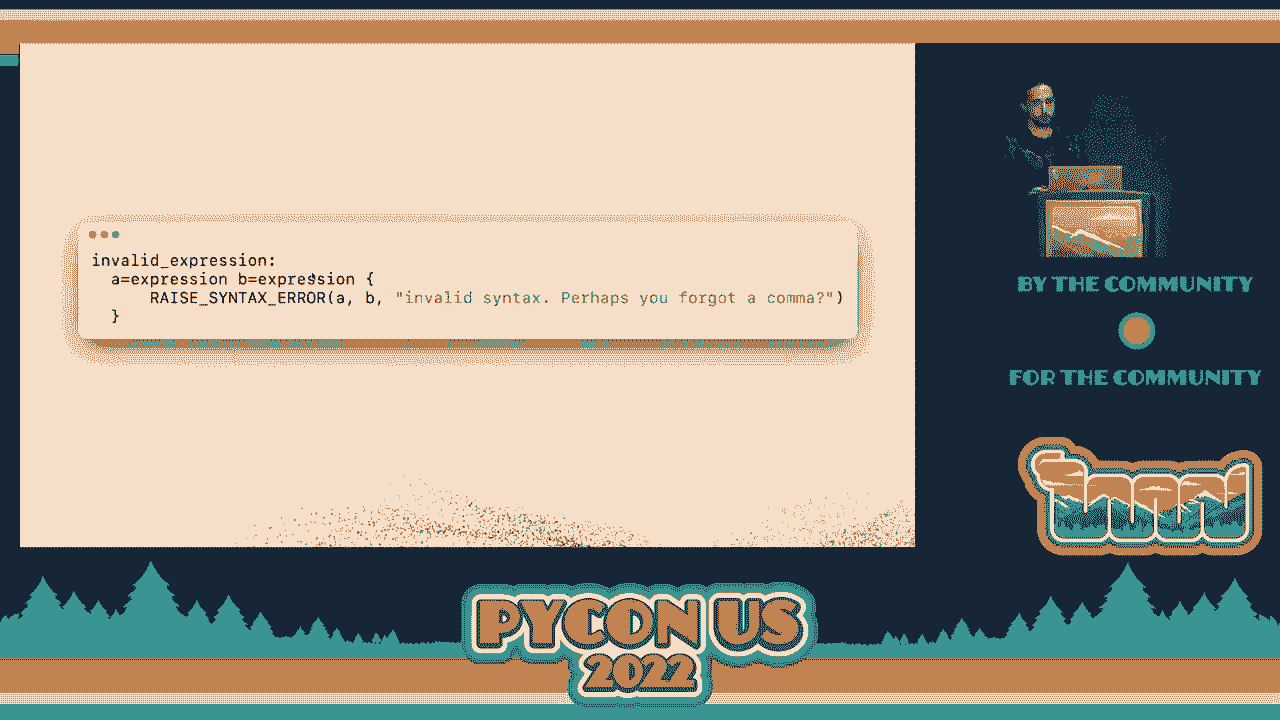 invalid_expression:
a=expression b=expression {
RAISE_SYNTAX_ERROR(a, b, "invalid syntax. Perhaps you forgot a comma?")
}
BY THE COMMUNITY
FOR THE COMMUNITY
PYCON US
2022